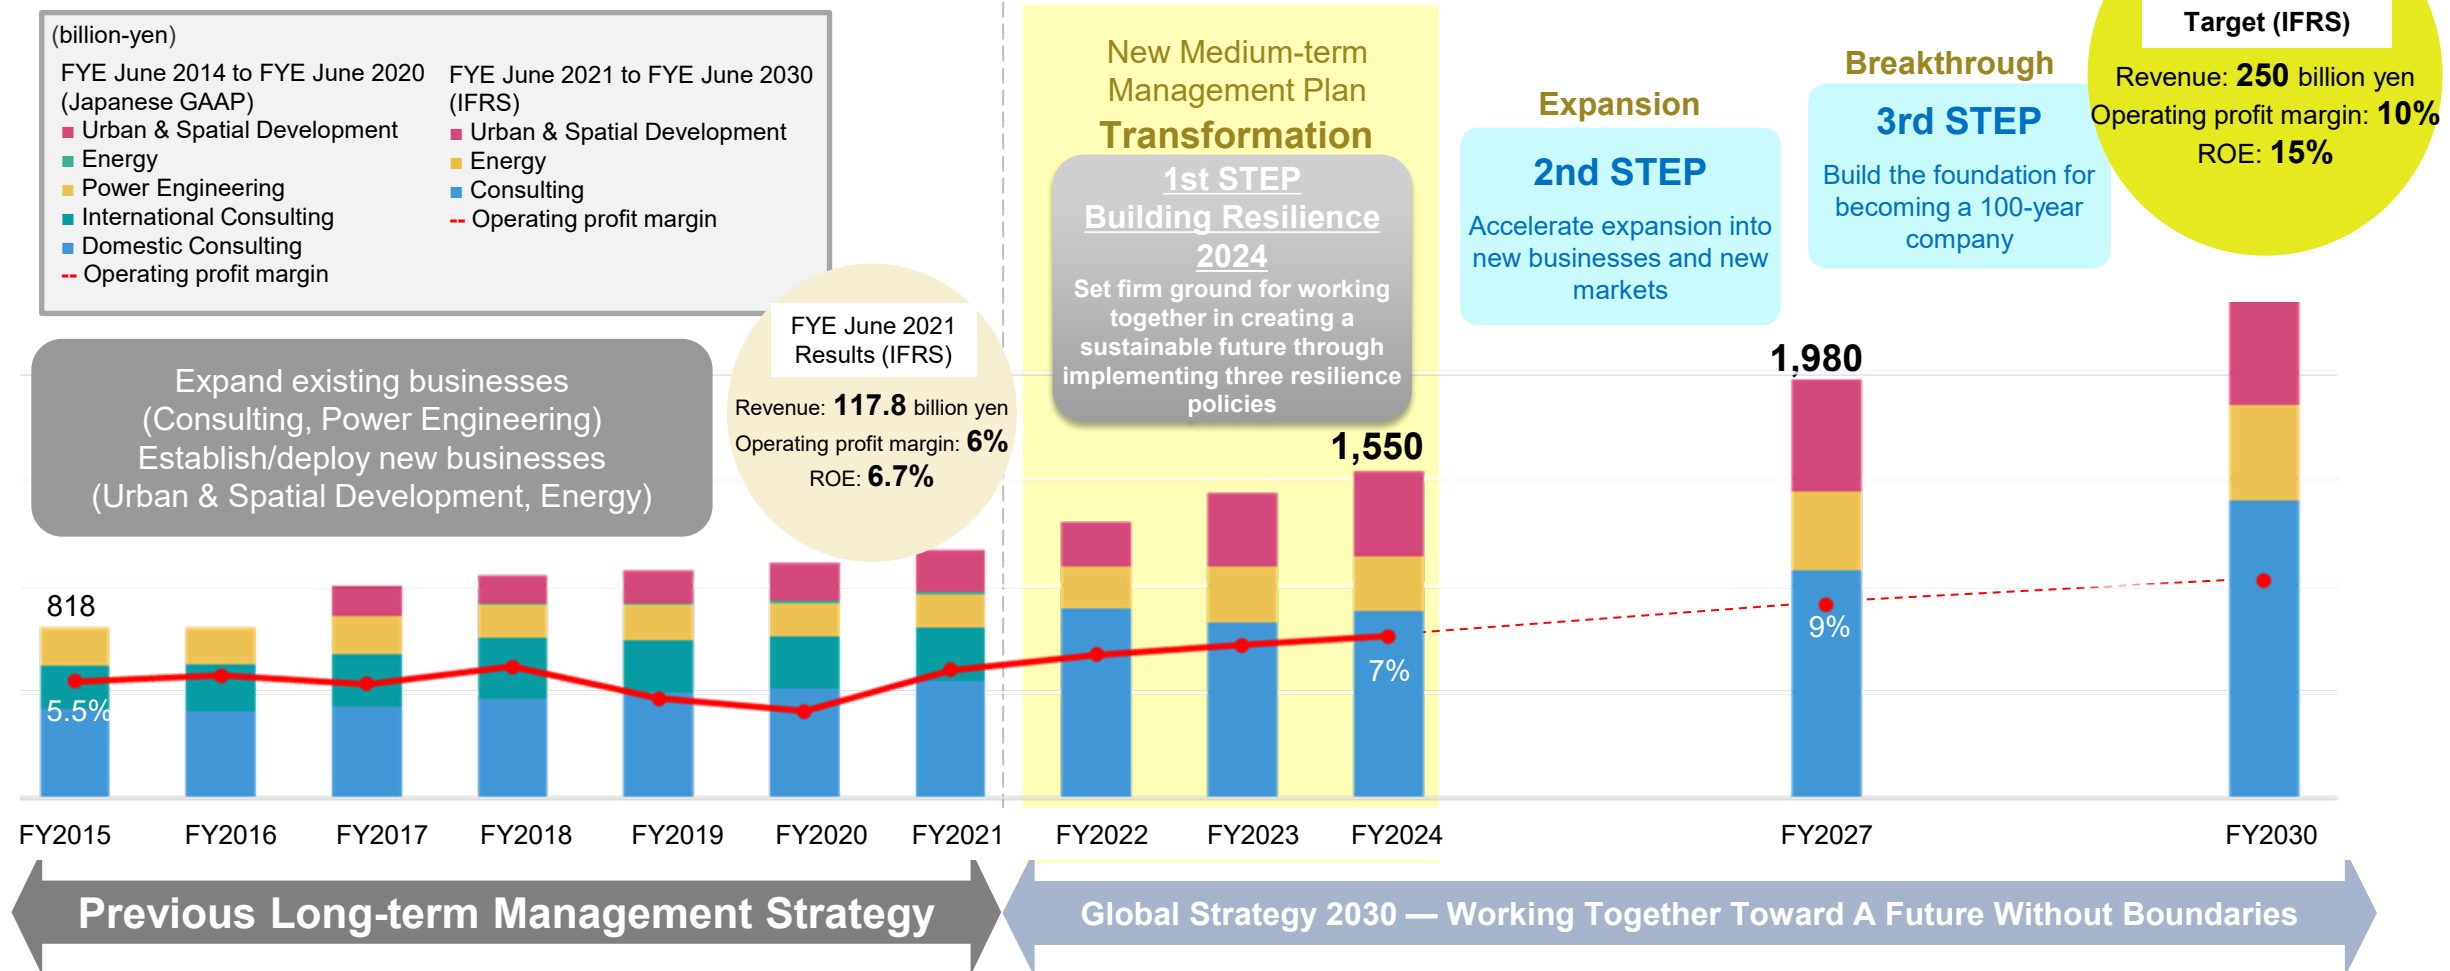 (billion-yen)
FYE June 2014 to FYE June 2020
(Japanese GAAP)
Urban & Spatial Development
Energy
Power Engineering
International Consulting
Domestic Consulting
-- Operating profit margin
FYE June 2021 to FYE June 2030
(IFRS)
Urban & Spatial Development
Energy
Consulting
-- Operating profit margin
Expand existing businesses
(Consulting, Power Engineering)
Establish/deploy new businesses
(Urban & Spatial Development, Energy)
FYE June 2021
Results (IFRS)
Revenue: 117.8 billion yen
Operating profit margin: 6%
ROE: 6.7%
New Medium-term
Management Plan
Transformation
1st STEP
Building Resilience
2024
Set firm ground for working
together in creating a
sustainable future through
implementing three resilience
policies
Expansion
2nd STEP
Accelerate expansion into
new businesses and new
markets
Breakthrough
3rd STEP
Build the foundation for
becoming a 100-year
company
Target (IFRS)
Revenue: 250 billion yen
Operating profit margin: 10%
ROE: 15%
818
5.5%
1,550
7%
1,980
9%
FY2015
FY2016
FY2017
FY2018
FY2019
FY2020
FY2021
FY2022
FY2023
FY2024
FY2027
FY2030
Previous Long-term Management Strategy
Global Strategy 2030 — Working Together Toward A Future Without Boundaries